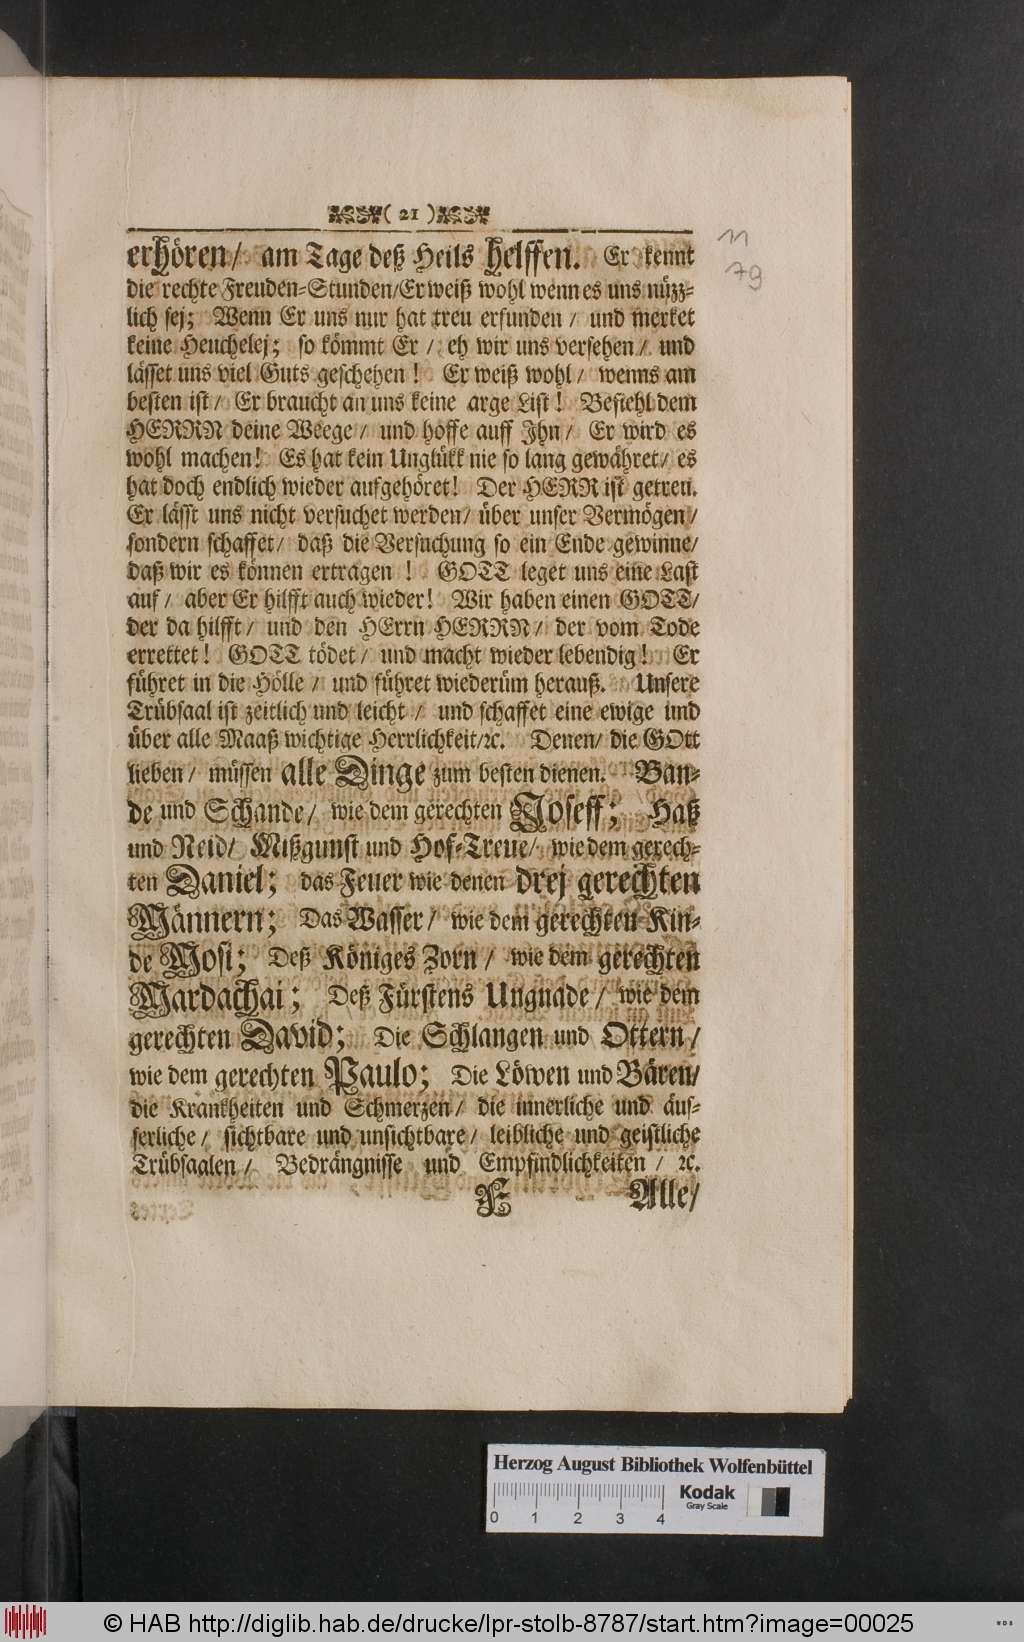 ( 21 )
erhören/ am Tage deß Heils helffen. Er kennt
die rechte Freuden-Stunden/Er weiß wohl wenn es uns nüzz-
lich sej; Wenn Er uns nur hat treu erfunden / und merket
keine Heuchelej; so kömmt Er / eh wir uns versehen / und
lässet uns viel Guts geschehen ! Er weiß wohl / wenns am
besten ist / Er braucht an uns keine arge List ! Befiehl dem
HERRN deine Weege / und hoffe auff Jhn / Er wird es
wohl machen! Es hat kein Unglükk nie so lang gewähret / es
hat doch endlich wieder aufgehöret! Der HERR ist getreu.
Er lässt uns nicht versuchet werden / über unser Vermögen /
sondern schaffet / daß die Versuchung so ein Ende gewinne /
daß wir es können ertragen ! GOTT leget uns eine Last
auf / aber Er hilfft auch wieder! Wir haben einen GOTT /
der da hilfft / und den HErrn HERRN / der vom Tode
errettet ! GOTT tödet / und macht wieder lebendig ! Er
führet in die Hölle / und führet wiederüm herauß. Unsere
Trübsaal ist zeitlich und leicht / und schaffet eine ewige und
über alle Maaß wichtige Herrlichkeit /ꝛc. Denen / die GOtt
lieben / müssen alle Dinge zum besten dienen. Ban-
de und Schande / wie dem gerechten Joseff; Haß
und Neid / Mißgunst und Hof-Treue / wie dem gerech-
ten Daniel; das Feuer wie denen drej gerechten
Männern; Das Wasser / wie dem gerechten Kin-
de Mosi; Deß Königes Zorn / wie dem gerechten
Mardachai; Deß Fürstens Ungnade / wie dem
gerechten David; Die Schlangen und Ottern /
wie dem gerechten Paulo; Die Löwen und Bären /
die Krankheiten und Schmerzen / die innerliche und äus-
serliche / sichtbare und unsichtbare / leibliche und geistliche
Trübsaalen / Bedrängnisse und Empfindlichkeiten / ꝛc.
F Alle /
11
79
Herzog August Bibliothek Wolfenbüttel
Kodak
Gray Scale
0 1 2 3 4
© HAB http://diglib.hab.de/drucke/lpr-stolb-8787/start.htm?image=00025